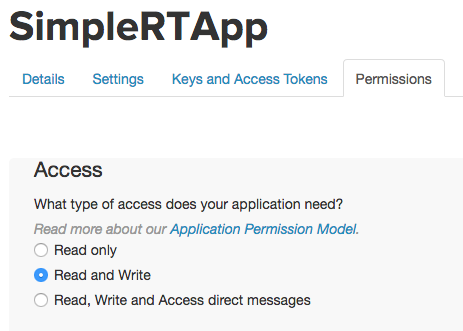 SimpleRTApp
Details Settings Keys and Access Tokens Permissions
Access
What type of access does your application need?
Read more about our Application Permission Model.
Read only
Read and Write
Read, Write and Access direct messages